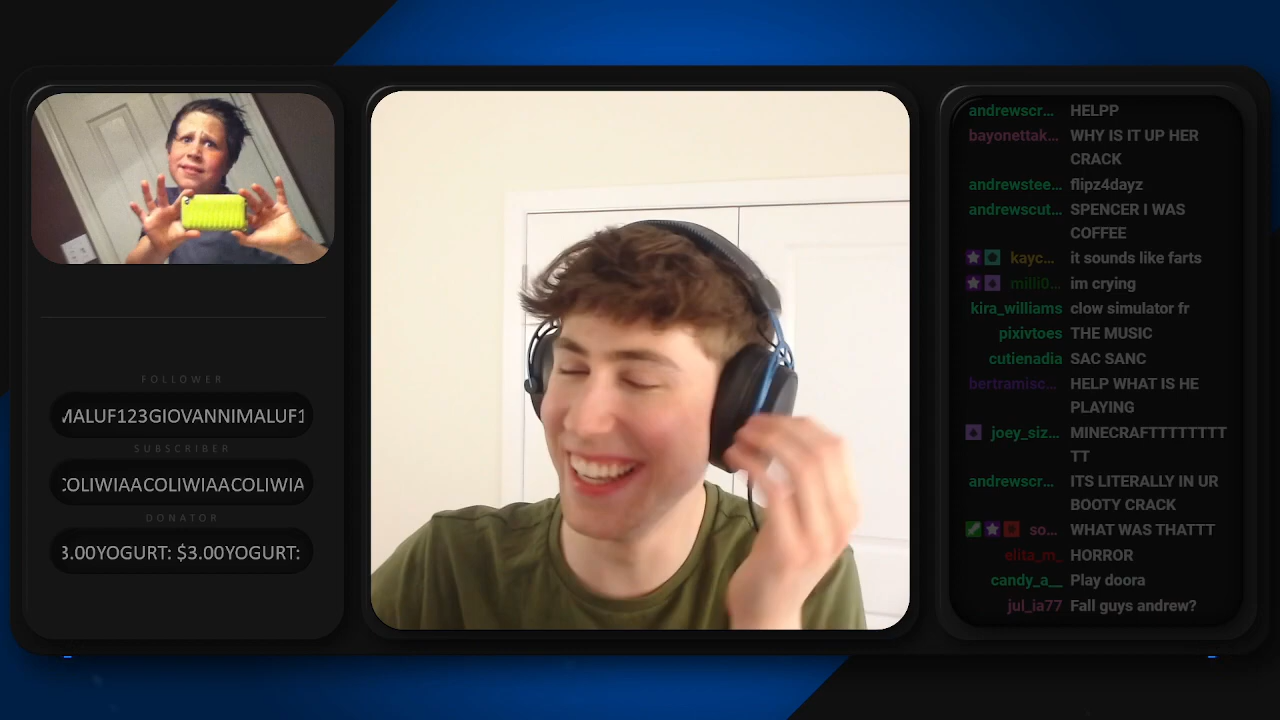 FOLLOWER
MALUF123GIOVANNIMALUF1
SUBSCRIBER
COLIWIAACOLIWIAACOLIWIA
DONATOR
3.00YOGURT: $3.00YOGURT:
andrewscr... HELPP
bayonettak... WHY IS IT UP HER
CRACK
andrewstee... flipz4dayz
andrewscut... SPENCER I WAS
COFFEE
kayc... it sounds like farts
milli0... im crying
kira_williams clow simulator fr
pixivtoes THE MUSIC
cutienadia SAC SANC
bertramisc... HELP WHAT IS HE
PLAYING
joey_siz... MINECRAFTTTTTTTT
TT
andrewscr... ITS LITERALLY IN UR
BOOTY CRACK
so... WHAT WAS THATTT
elita_m_ HORROR
candy_a__ Play doora
jul_ia77 Fall guys andrew?